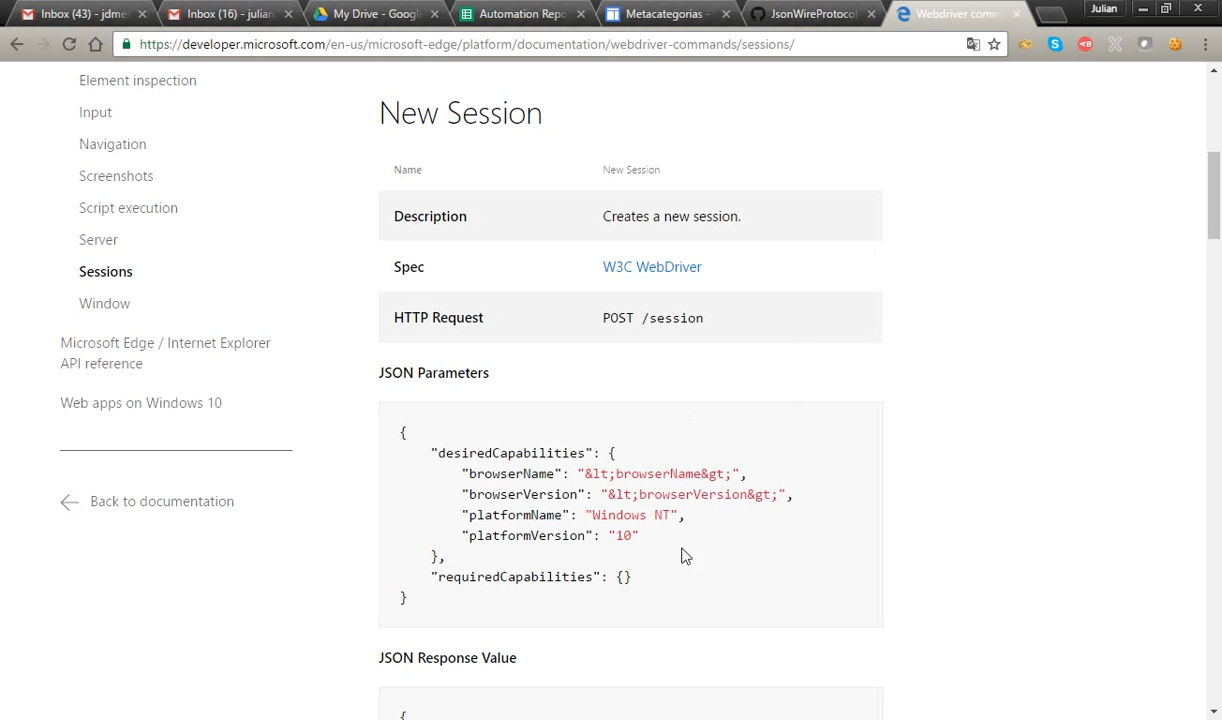 Inbox (43) - jdme
Inbox (16) - julian
My Drive - Google
Automation Repo
Metacategorias -
JsonWireProtocol
Webdriver comm
Julian
https://developer.microsoft.com/en-us/microsoft-edge/platform/documentation/webdriver-commands/sessions/
Element inspection
Input
Navigation
Screenshots
Script execution
Server
Sessions
Window
Microsoft Edge / Internet Explorer
API reference
Web apps on Windows 10
Back to documentation
New Session
Name New Session
Description Creates a new session.
Spec W3C WebDriver
HTTP Request POST /session
JSON Parameters
{
"desiredCapabilities": {
"browserName": "&lt;browserName&gt;",
"browserVersion": "&lt;browserVersion&gt;",
"platformName": "Windows NT",
"platformVersion": "10"
},
"requiredCapabilities": {}
}
JSON Response Value
{